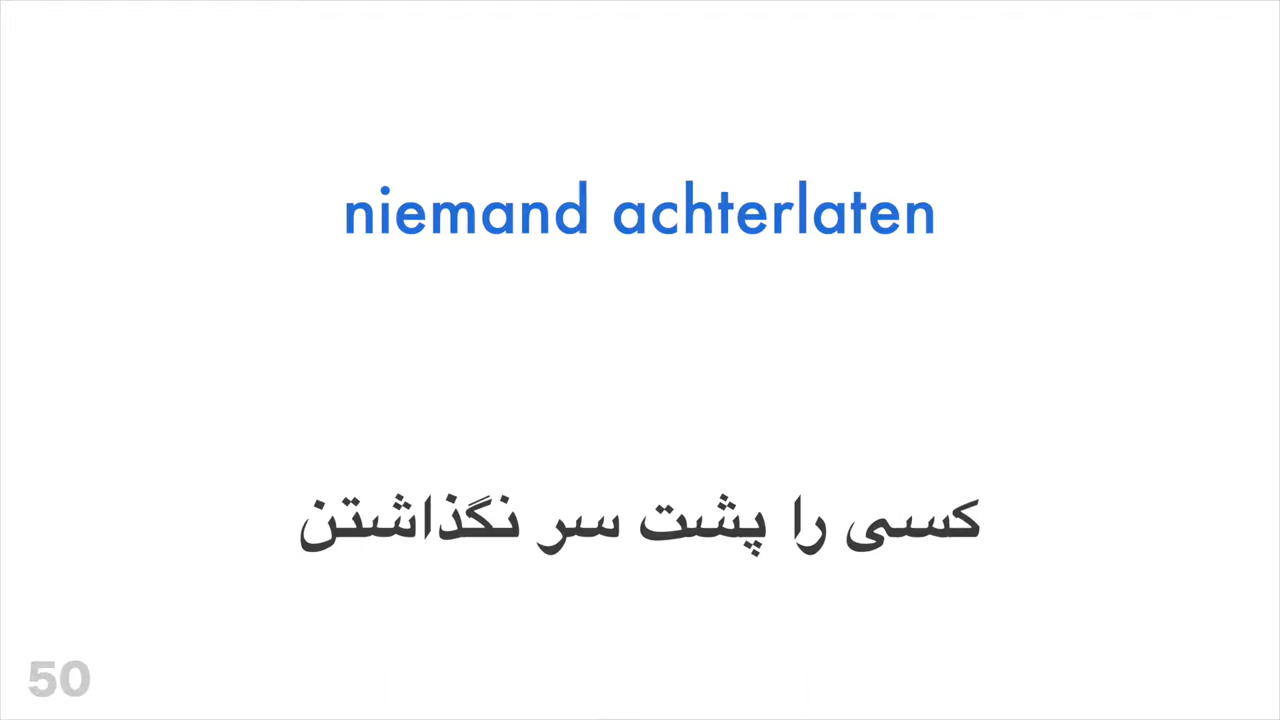 niemand achterlaten
کسی را پشت سر نگذاشتن
50